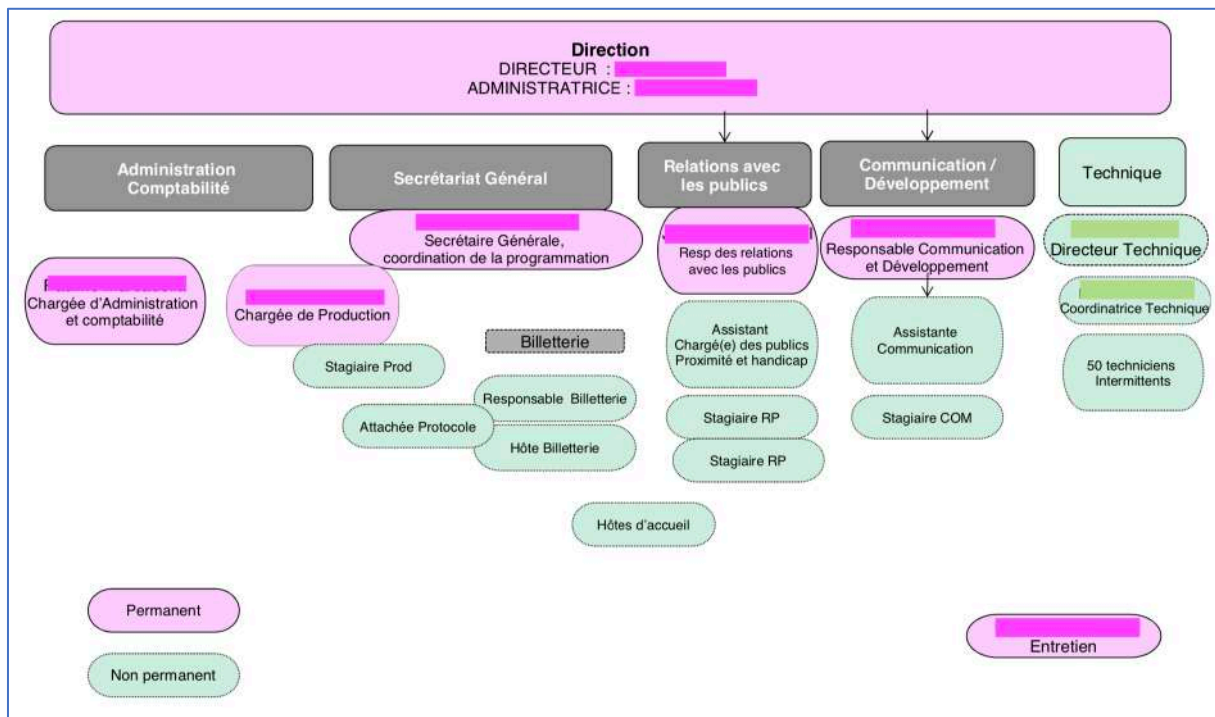 Direction
DIRECTEUR :
ADMINISTRATRICE :
Administration
Comptabilité
Secrétariat Général
Relations avec
les publics
Communication /
Développement
Technique
Secrétaire Générale,
coordination de la programmation
Resp des relations
avec les publics
Responsable Communication
et Développement
Directeur Technique
Chargée d'Administration
et comptabilité
Chargée de Production
Coordinatrice Technique
Billetterie
Assistant
Chargé(e) des publics
Proximité et handicap
Assistante
Communication
50 techniciens
Intermittents
Stagiaire Prod
Responsable Billetterie
Attachée Protocole
Hôte Billetterie
Stagiaire RP
Stagiaire COM
Stagiaire RP
Hôtes d'accueil
Permanent
Non permanent
Entretien